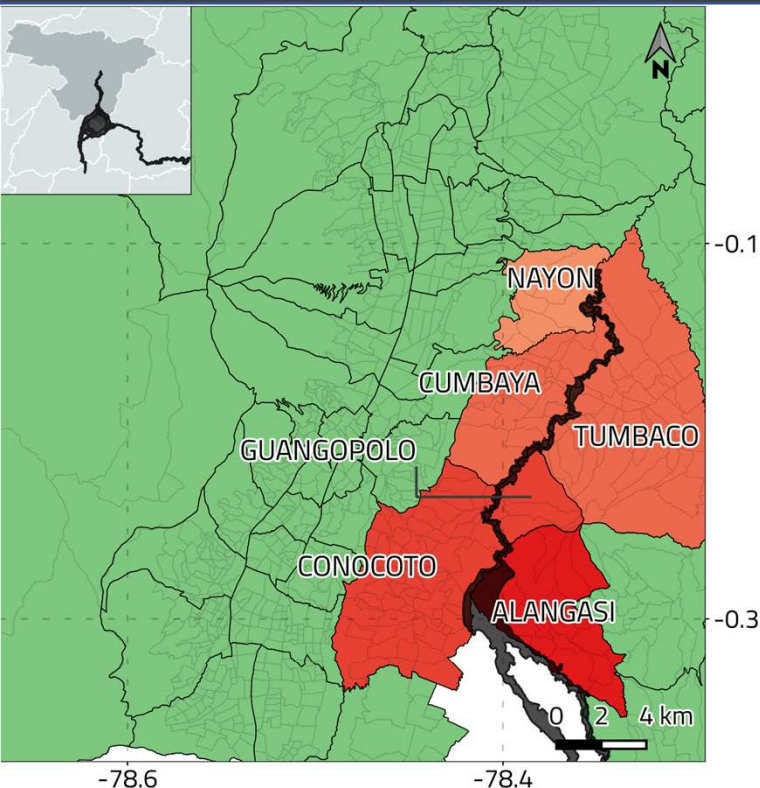 N
-0.1
NAYON
CUMBAYA
TUMBACO
GUANGOPOLO
CONOCOTO
ALANGASI
-0.3
0 2 4 km
-78.6 -78.4